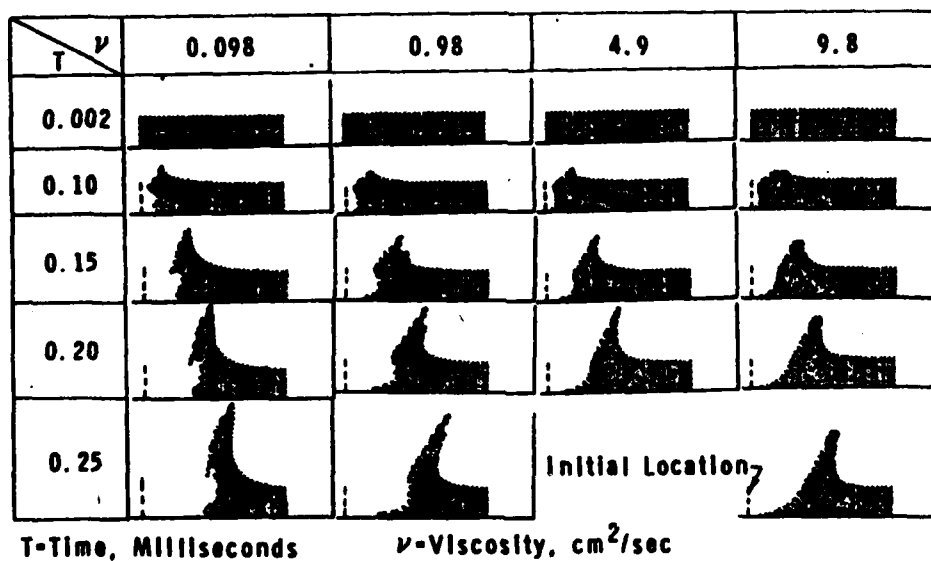 T ν 0.098 0.98 4.9 9.8
0.002
0.10
0.15
0.20
0.25 Initial Location
T=Time, Milliseconds ν=Viscosity, cm²/sec